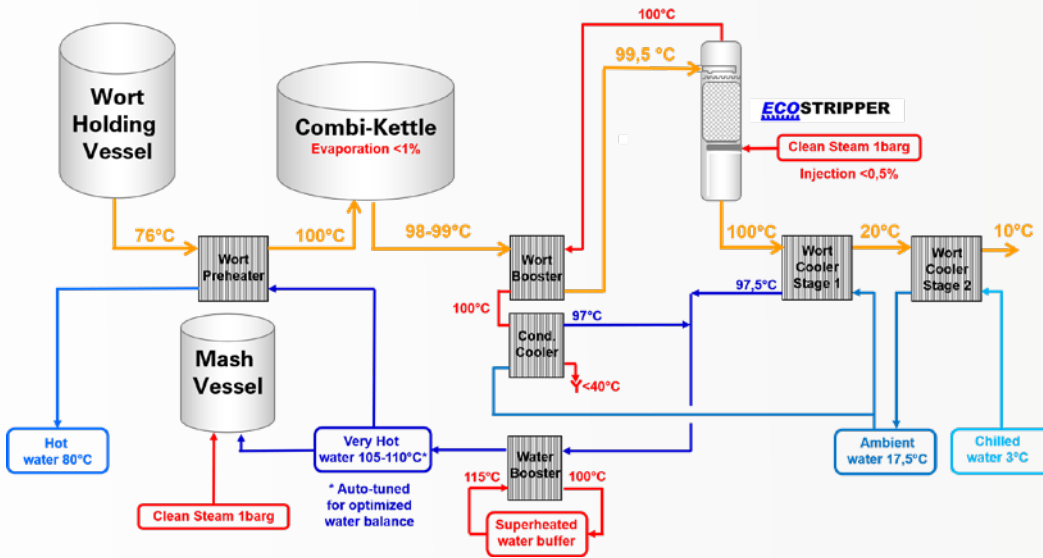 100°C
99,5 °C
Wort
Holding
Vessel
Combi-Kettle
Evaporation <1%
ECOSTRIPPER
Clean Steam 1barg
Injection <0,5%
76°C
Wort
Preheater
100°C
98-99°C
Wort
Booster
100°C
Wort
Cooler
Stage 1
20°C
Wort
Cooler
Stage 2
10°C
97,5°C
100°C
Cond.
Cooler
97°C
<40°C
Mash
Vessel
Hot
water 80°C
Very Hot
water 105-110°C*
Water
Booster
Ambient
water 17,5°C
Chilled
water 3°C
115°C
100°C
* Auto-tuned
for optimized
water balance
Clean Steam 1barg
Superheated
water buffer